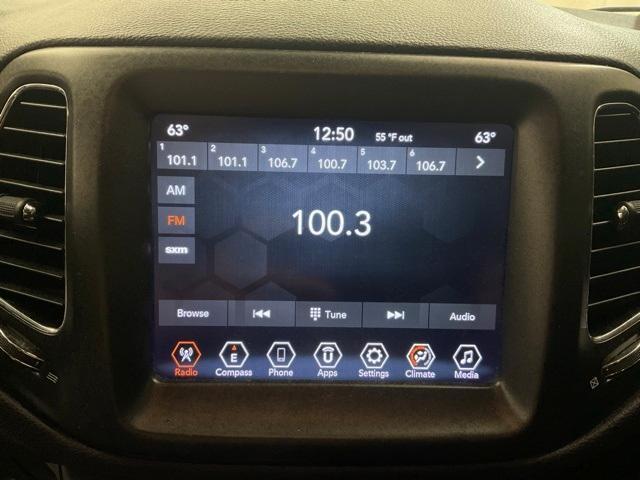 63° 12:50 55 °F out 63°
1 101.1 2 101.1 3 106.7 4 100.7 5 103.7 6 106.7
AM
FM 100.3
sxm
Browse Tune Audio
E
Radio Compass Phone Apps Settings Climate Media